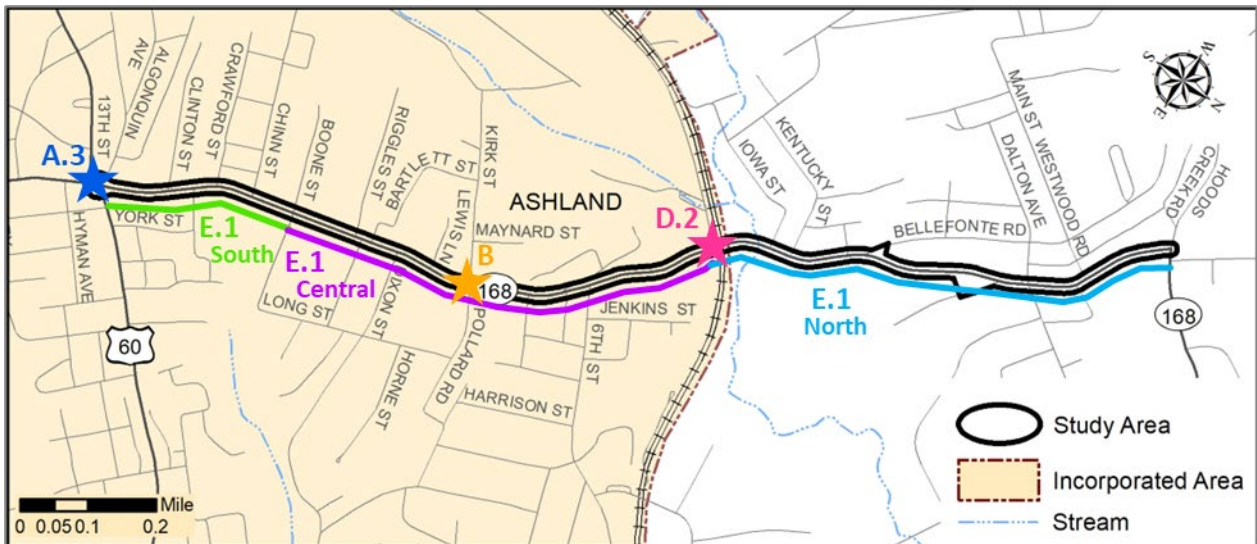 13TH ST
ALGONQUIN
AVE
CLINTON ST
CRAWFORD ST
CHINN ST
BOONE ST
RIGGLES ST
BARTLETT ST
KIRK ST
LEWIS LN
MAYNARD ST
ASHLAND
IOWA ST
KENTUCKY
ST
MAIN ST
WESTWOOD
RD
DALTON AVE
BELLEFONTE RD
HOODS
CREEK RD
W
N
S
E
A.3
HYMAN AVE
YORK ST
E.1
South
E.1
Central
B
168
D.2
E.1
North
LONG ST
DIXON ST
POLLARD RD
JENKINS ST
6TH ST
HORNE ST
HARRISON ST
60
168
Study Area
Incorporated Area
Stream
Mile
0 0.05 0.1 0.2